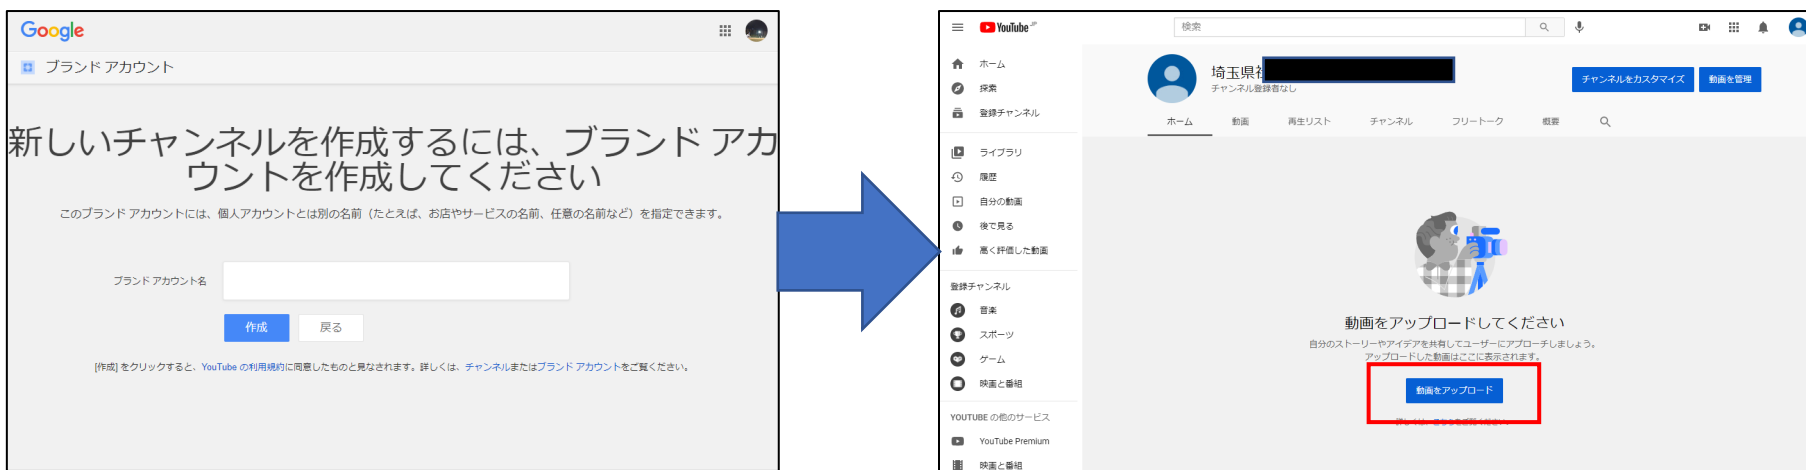 Google
ブランド アカウント
新しいチャンネルを作成するには、ブランド アカ
ウントを作成してください
このブランド アカウントには、個人アカウントとは別の名前（たとえば、お店やサービスの名前、任意の名前など）を指定できます。
ブランド アカウント名
作成
戻る
[作成] をクリックすると、YouTube の利用規約に同意したものと見なされます。詳しくは、チャンネルまたはブランド アカウントをご覧ください。
YouTube JP
検索
ホーム
探索
登録チャンネル
ライブラリ
履歴
自分の動画
後で見る
高く評価した動画
登録チャンネル
音楽
スポーツ
ゲーム
映画と番組
YOUTUBE の他のサービス
YouTube Premium
映画と番組
埼玉県
チャンネル登録者なし
チャンネルをカスタマイズ
動画を管理
ホーム
動画
再生リスト
チャンネル
フリートーク
概要
動画をアップロードしてください
自分のストーリーやアイデアを共有してユーザーにアプローチしましょう。
アップロードした動画はここに表示されます。
動画をアップロード